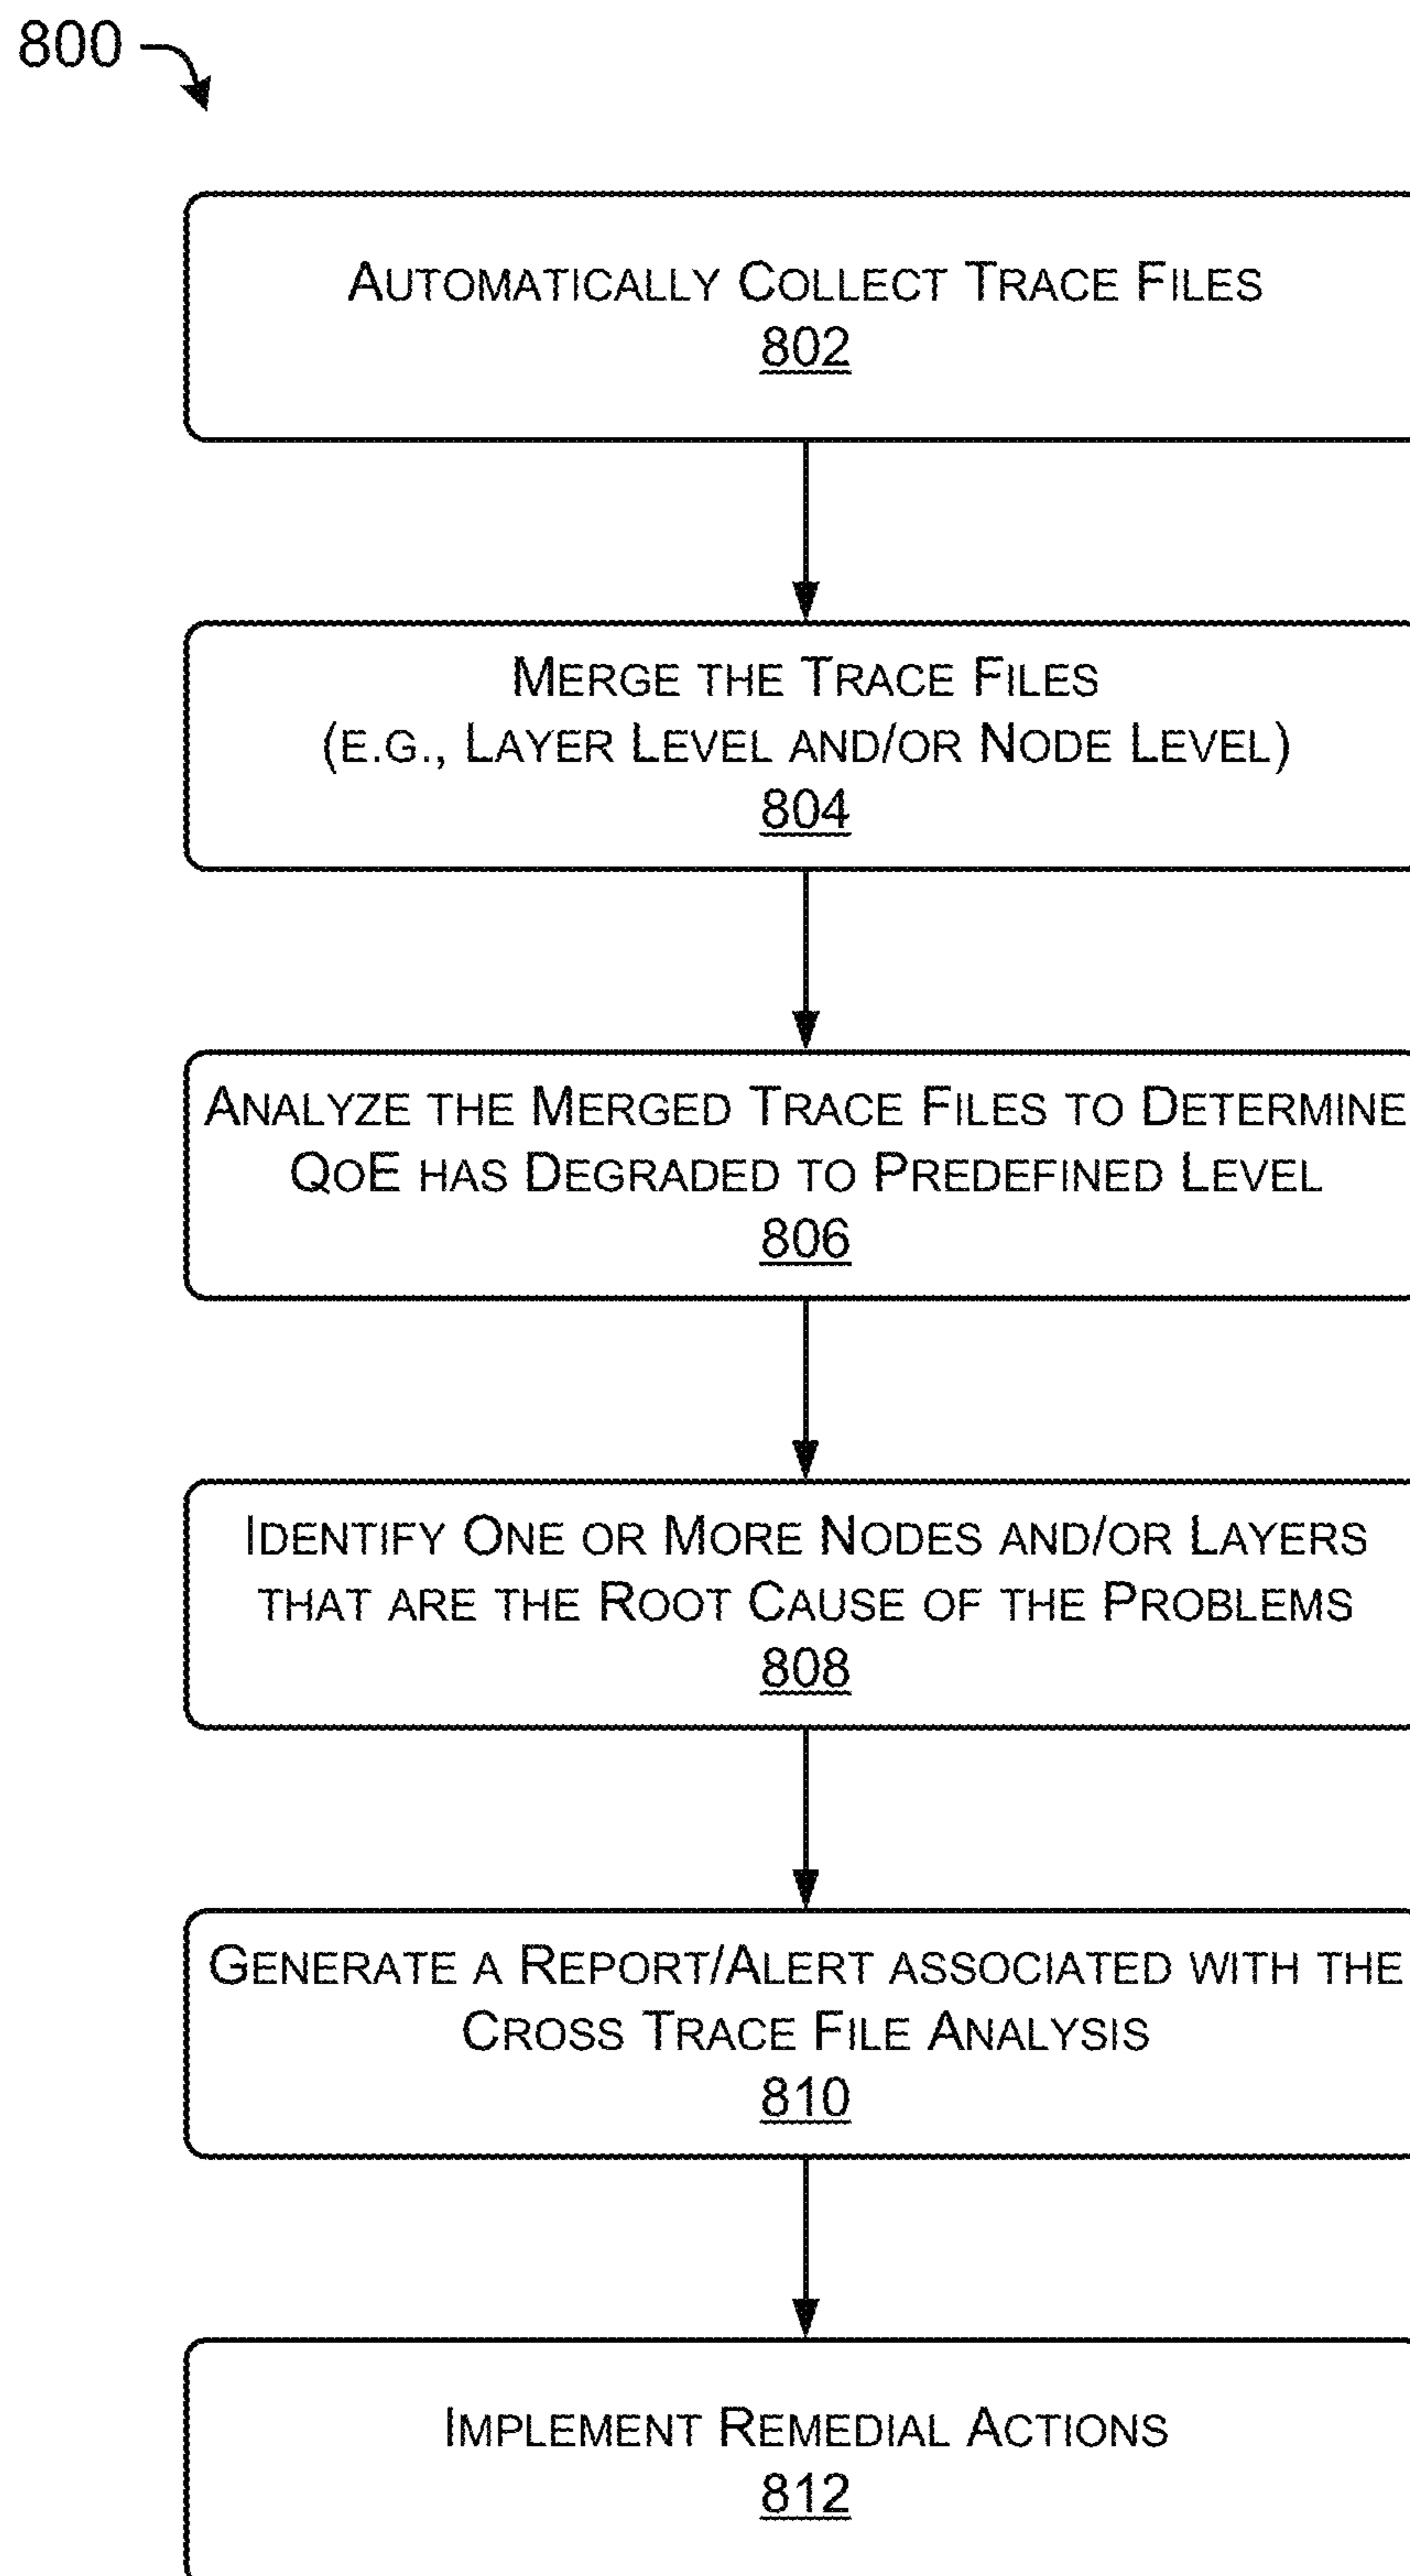 800
AUTOMATICALLY COLLECT TRACE FILES
802
MERGE THE TRACE FILES
(E.G., LAYER LEVEL AND/OR NODE LEVEL)
804
ANALYZE THE MERGED TRACE FILES TO DETERMINE
QOE HAS DEGRADED TO PREDEFINED LEVEL
806
IDENTIFY ONE OR MORE NODES AND/OR LAYERS
THAT ARE THE ROOT CAUSE OF THE PROBLEMS
808
GENERATE A REPORT/ALERT ASSOCIATED WITH THE
CROSS TRACE FILE ANALYSIS
810
IMPLEMENT REMEDIAL ACTIONS
812